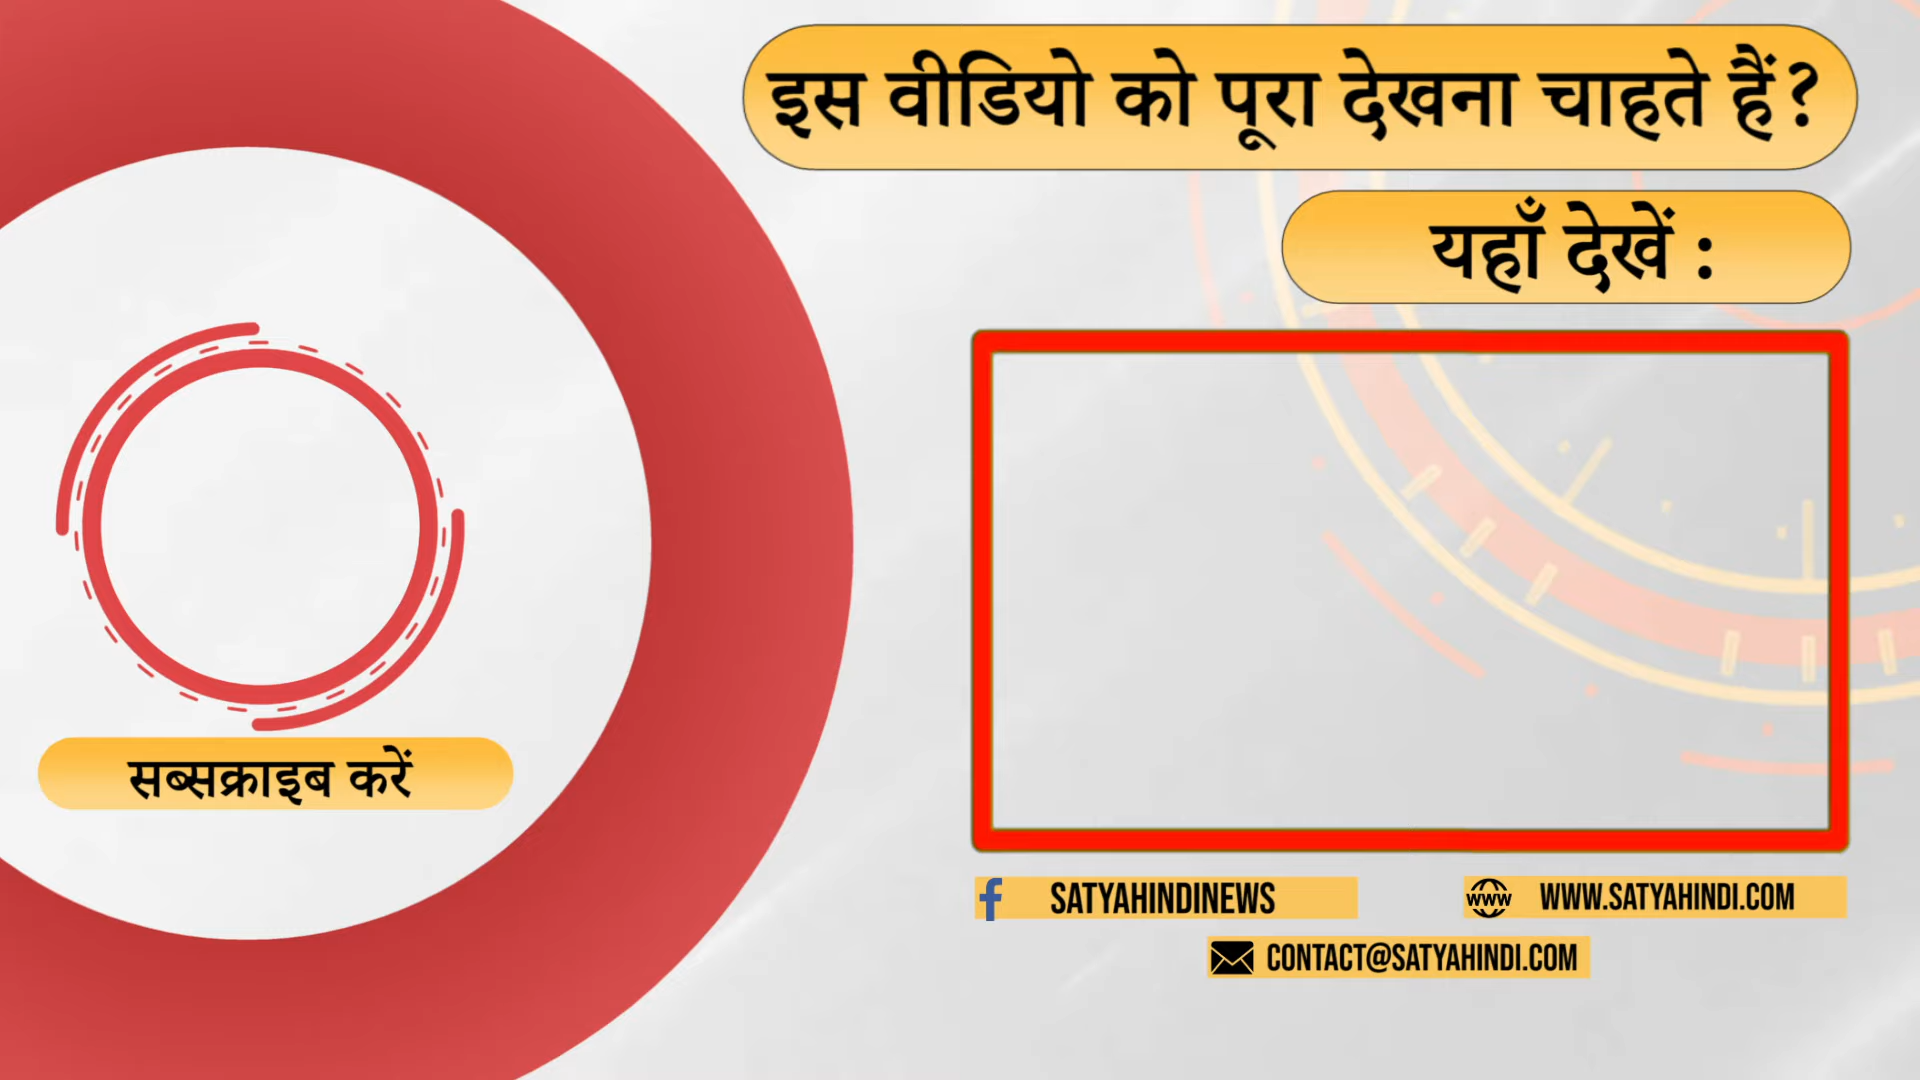 इस वीडियो को पूरा देखना चाहते हैं?
यहाँ देखें :
सब्सक्राइब करें
SATYAHINDINEWS
WWW.SATYAHINDI.COM
CONTACT@SATYAHINDI.COM